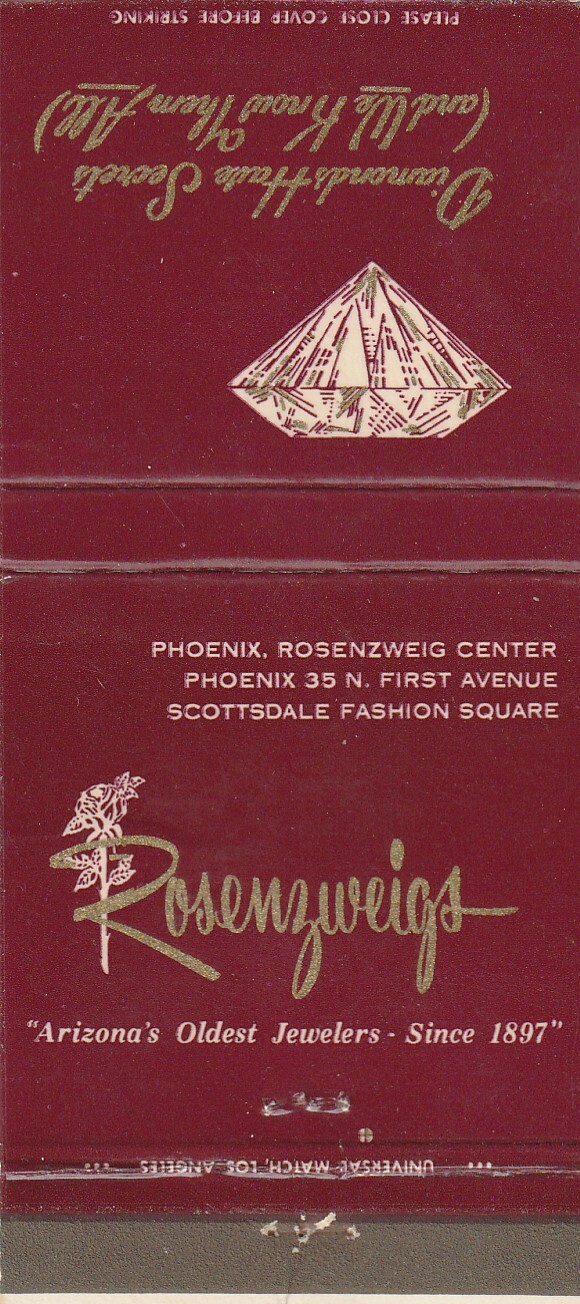 PLEASE CLOSE COVER BEFORE STRIKING
Diamonds Have Secrets
(and We Know Them All)
PHOENIX, ROSENZWEIG CENTER
PHOENIX 35 N. FIRST AVENUE
SCOTTSDALE FASHION SQUARE
Rosenzweigs
"Arizona's Oldest Jewelers - Since 1897"
... UNIVERSAL MATCH, LOS ANGELES ...